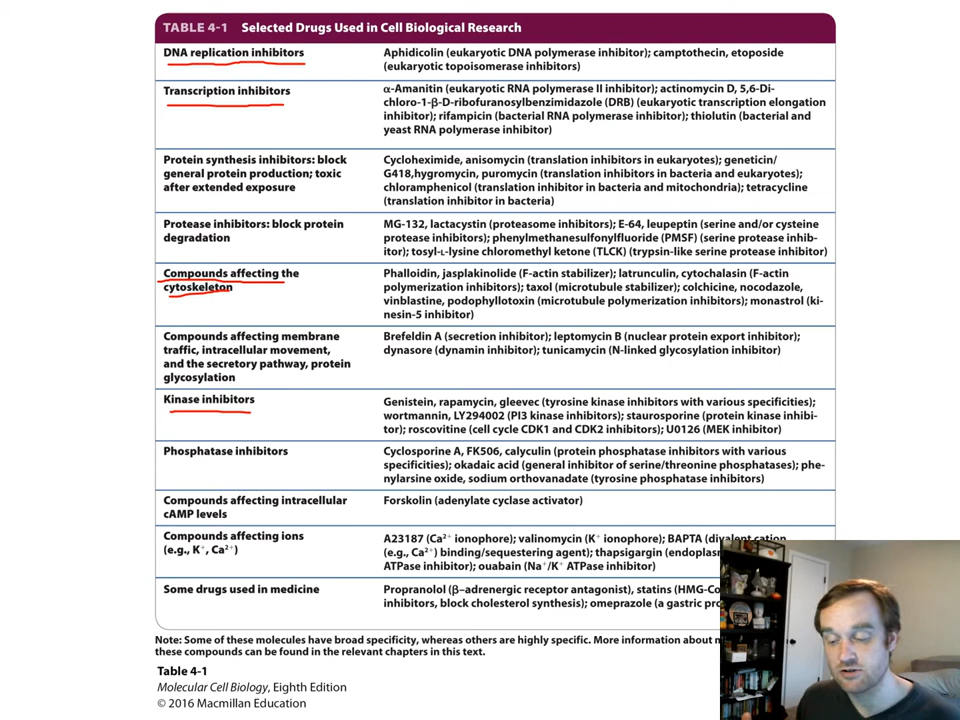 TABLE 4-1 Selected Drugs Used in Cell Biological Research
DNA replication inhibitors
Aphidicolin (eukaryotic DNA polymerase inhibitor); camptothecin, etoposide
(eukaryotic topoisomerase inhibitors)
Transcription inhibitors
α-Amanitin (eukaryotic RNA polymerase II inhibitor); actinomycin D, 5,6-Di-
chloro-1-β-D-ribofuranosylbenzimidazole (DRB) (eukaryotic transcription elongation
inhibitor); rifampicin (bacterial RNA polymerase inhibitor); thiolutin (bacterial and
yeast RNA polymerase inhibitor)
Protein synthesis inhibitors: block
general protein production; toxic
after extended exposure
Cycloheximide, anisomycin (translation inhibitors in eukaryotes); geneticin/
G418,hygromycin, puromycin (translation inhibitors in bacteria and eukaryotes);
chloramphenicol (translation inhibitor in bacteria and mitochondria); tetracycline
(translation inhibitor in bacteria)
Protease inhibitors: block protein
degradation
MG-132, lactacystin (proteasome inhibitors); E-64, leupeptin (serine and/or cysteine
protease inhibitors); phenylmethanesulfonylfluoride (PMSF) (serine protease inhib-
itor); tosyl-L-lysine chloromethyl ketone (TLCK) (trypsin-like serine protease inhibitor)
Compounds affecting the
cytoskeleton
Phalloidin, jasplakinolide (F-actin stabilizer); latrunculin, cytochalasin (F-actin
polymerization inhibitors); taxol (microtubule stabilizer); colchicine, nocodazole,
vinblastine, podophyllotoxin (microtubule polymerization inhibitors); monastrol (ki-
nesin-5 inhibitor)
Compounds affecting membrane
traffic, intracellular movement,
and the secretory pathway, protein
glycosylation
Brefeldin A (secretion inhibitor); leptomycin B (nuclear protein export inhibitor);
dynasore (dynamin inhibitor); tunicamycin (N-linked glycosylation inhibitor)
Kinase inhibitors
Genistein, rapamycin, gleevec (tyrosine kinase inhibitors with various specificities);
wortmannin, LY294002 (PI3 kinase inhibitors); staurosporine (protein kinase inhibi-
tor); roscovitine (cell cycle CDK1 and CDK2 inhibitors); U0126 (MEK inhibitor)
Phosphatase inhibitors
Cyclosporine A, FK506, calyculin (protein phosphatase inhibitors with various
specificities); okadaic acid (general inhibitor of serine/threonine phosphatases); phe-
nylarsine oxide, sodium orthovanadate (tyrosine phosphatase inhibitors)
Compounds affecting intracellular
cAMP levels
Forskolin (adenylate cyclase activator)
Compounds affecting ions
(e.g., K⁺, Ca²⁺)
A23187 (Ca²⁺ ionophore); valinomycin (K⁺ ionophore); BAPTA (divalent cation
(e.g., Ca²⁺) binding/sequestering agent); thapsigargin
ATPase inhibitor); ouabain (Na⁺/K⁺ ATPase inhibitor)
Some drugs used in medicine
Propranolol (β–adrenergic receptor antagonist), statins
inhibitors, block cholesterol synthesis); omeprazole (a gastric
Note: Some of these molecules have broad specificity, whereas others are highly specific. More information about
these compounds can be found in the relevant chapters in this text.
Table 4-1
Molecular Cell Biology, Eighth Edition
© 2016 Macmillan Education